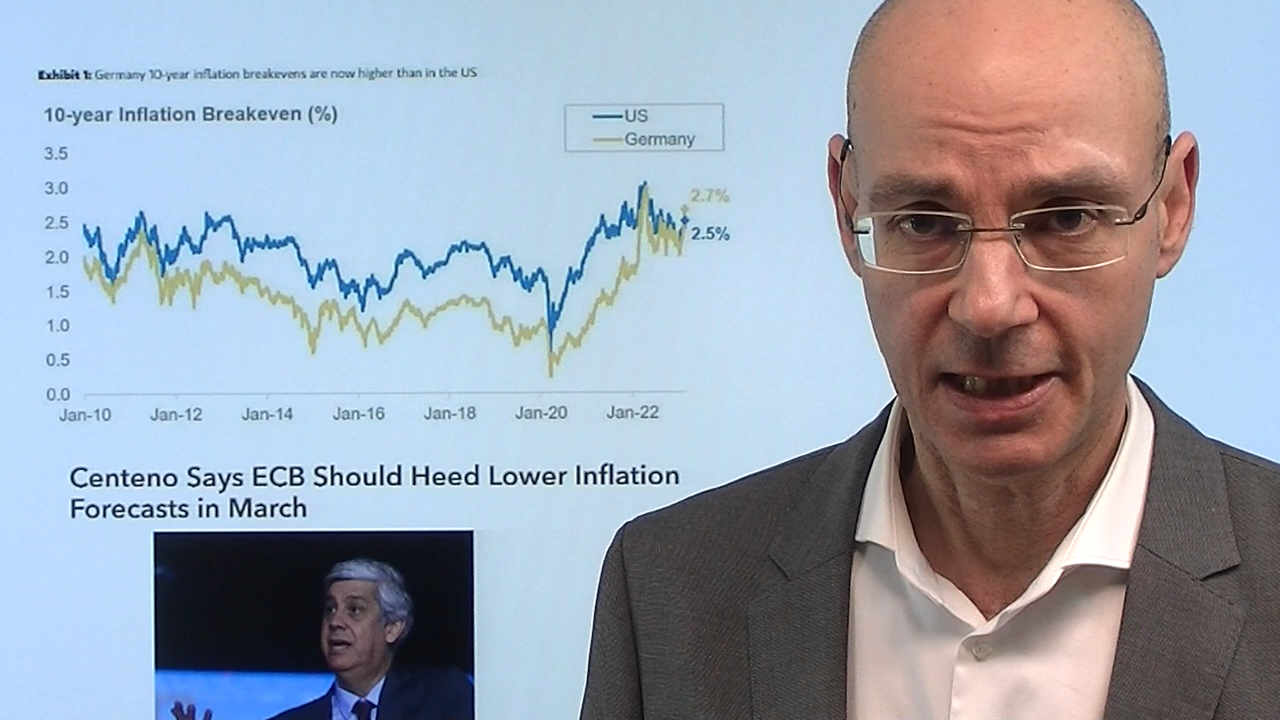 Exhibit 1: Germany 10-year inflation breakevens are now higher than in the US
10-year Inflation Breakeven (%)
US
Germany
3.5
3.0
2.5
2.0
1.5
1.0
0.5
0.0
2.7%
2.5%
Jan-10 Jan-12 Jan-14 Jan-16 Jan-18 Jan-20 Jan-22
Centeno Says ECB Should Heed Lower Inflation
Forecasts in March